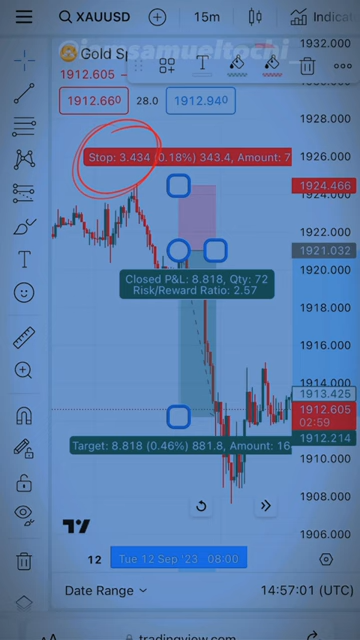 XAUUSD
15m
Indicat
1932.000
Gold Sp
1912.605
1912.660
28.0
1912.940
1928.000
Stop: 3.434 (0.18%) 343.4, Amount: 7
1926.000
1924.466
1924.000
1921.032
1920.000
Closed P&L: 8.818, Qty: 72
Risk/Reward Ratio: 2.57
1918.000
1916.000
1914.000
1913.425
1912.605
02:59
1912.214
Target: 8.818 (0.46%) 881.8, Amount: 16
1910.000
1908.000
1906.000
12
Tue 12 Sep '23 08:00
Date Range
14:57:01 (UTC)
AA
tradingview.com